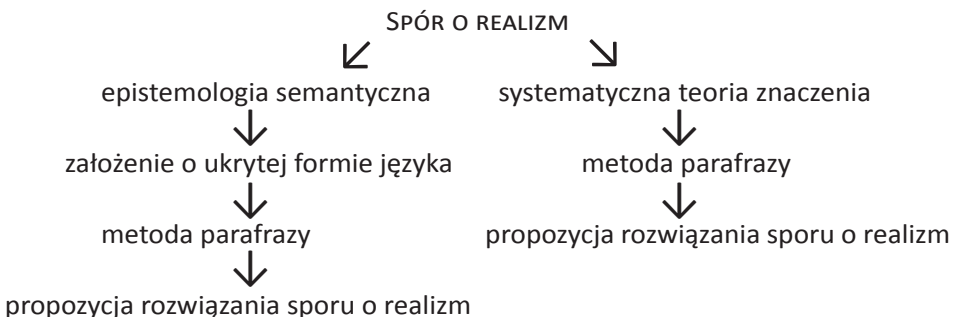 SPÓR O REALIZM
epistemologia semantyczna systematyczna teoria znaczenia
założenie o ukrytej formie języka metoda parafrazy
metoda parafrazy propozycja rozwiązania sporu o realizm
propozycja rozwiązania sporu o realizm